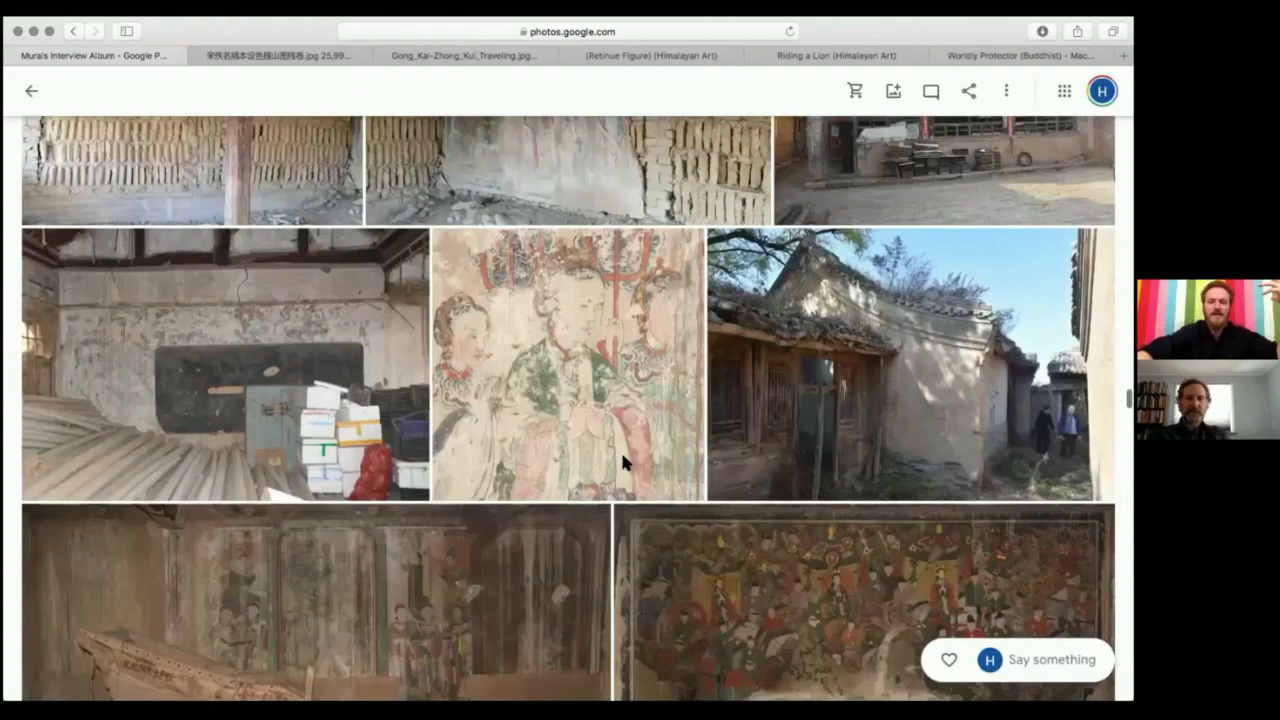 photos.google.com
Murals Interview Album - Google P...
宋佚名绢本设色搜山图残卷.jpg 25,99...
Gong_Kai-Zhong_Kui_Traveling.jpg...
(Retinue Figure) (Himalayan Art)
Riding a Lion (Himalayan Art)
Worldly Protector (Buddhist) - Mac...
H
H Say something